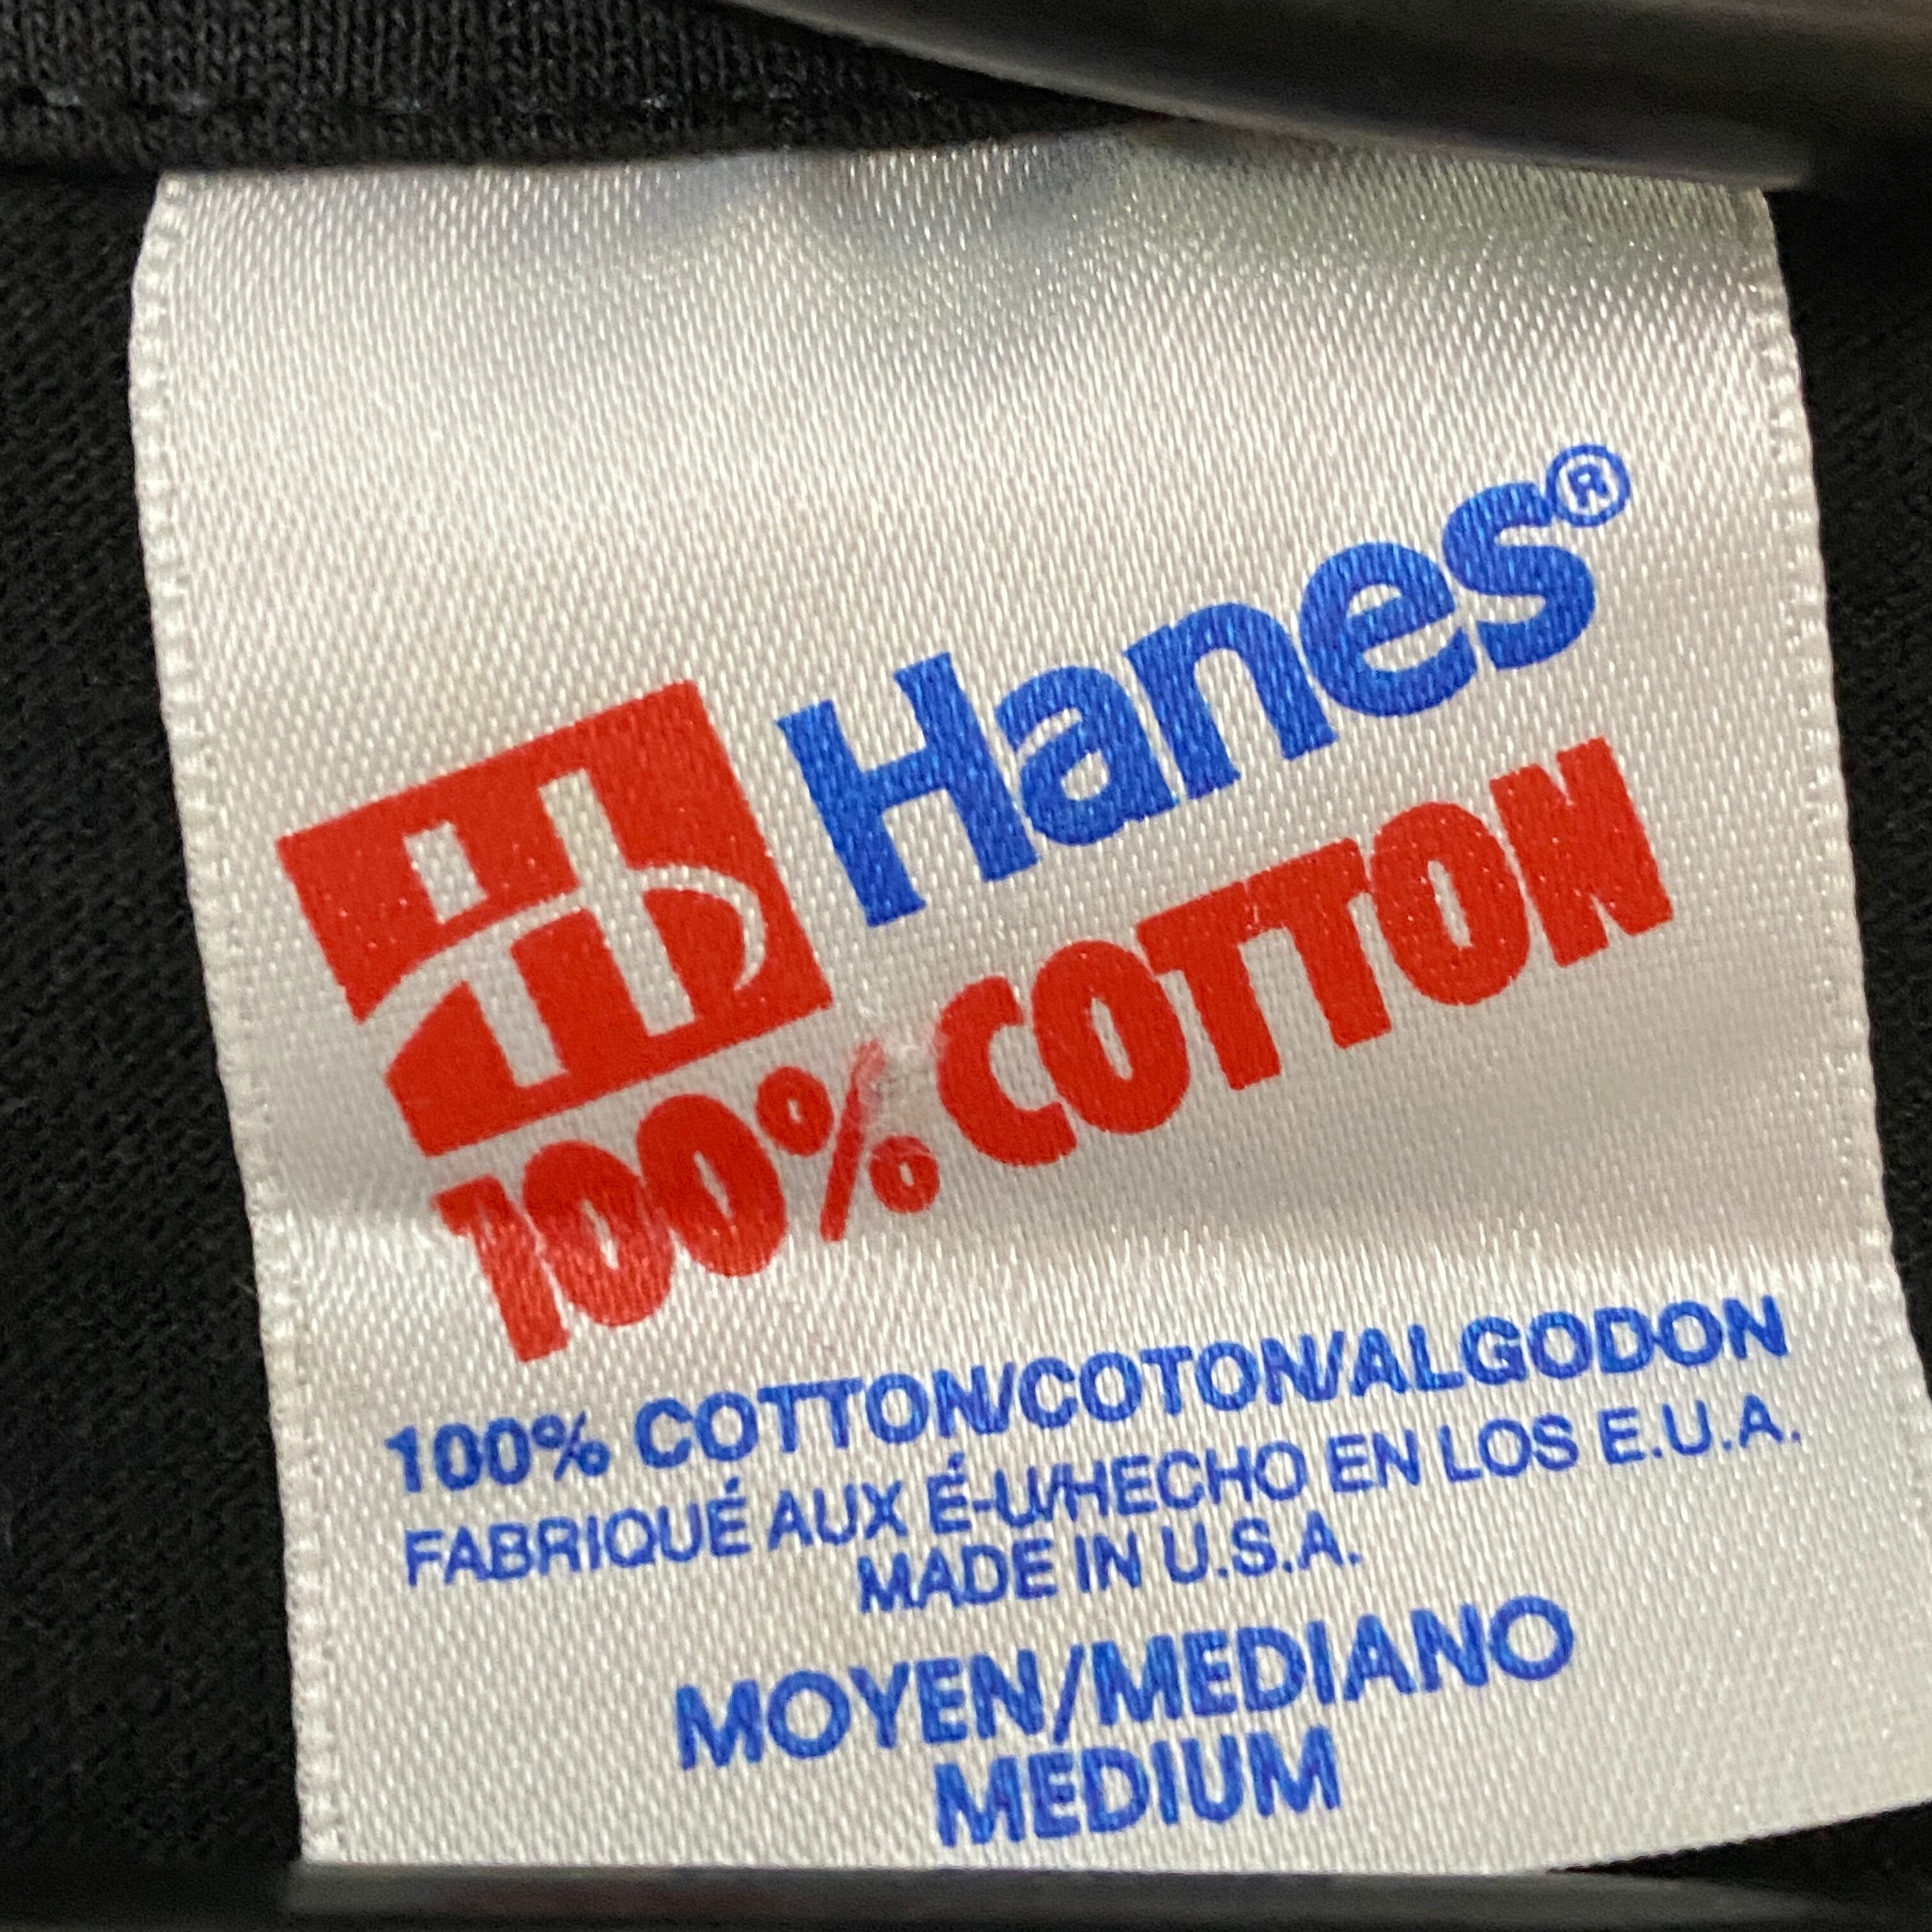 Hanes®
100% COTTON
100% COTTON/COTON/ALGODON
FABRIQUÉ AUX É-U/HECHO EN LOS E.U.A.
MADE IN U.S.A.
MOYEN/MEDIANO
MEDIUM